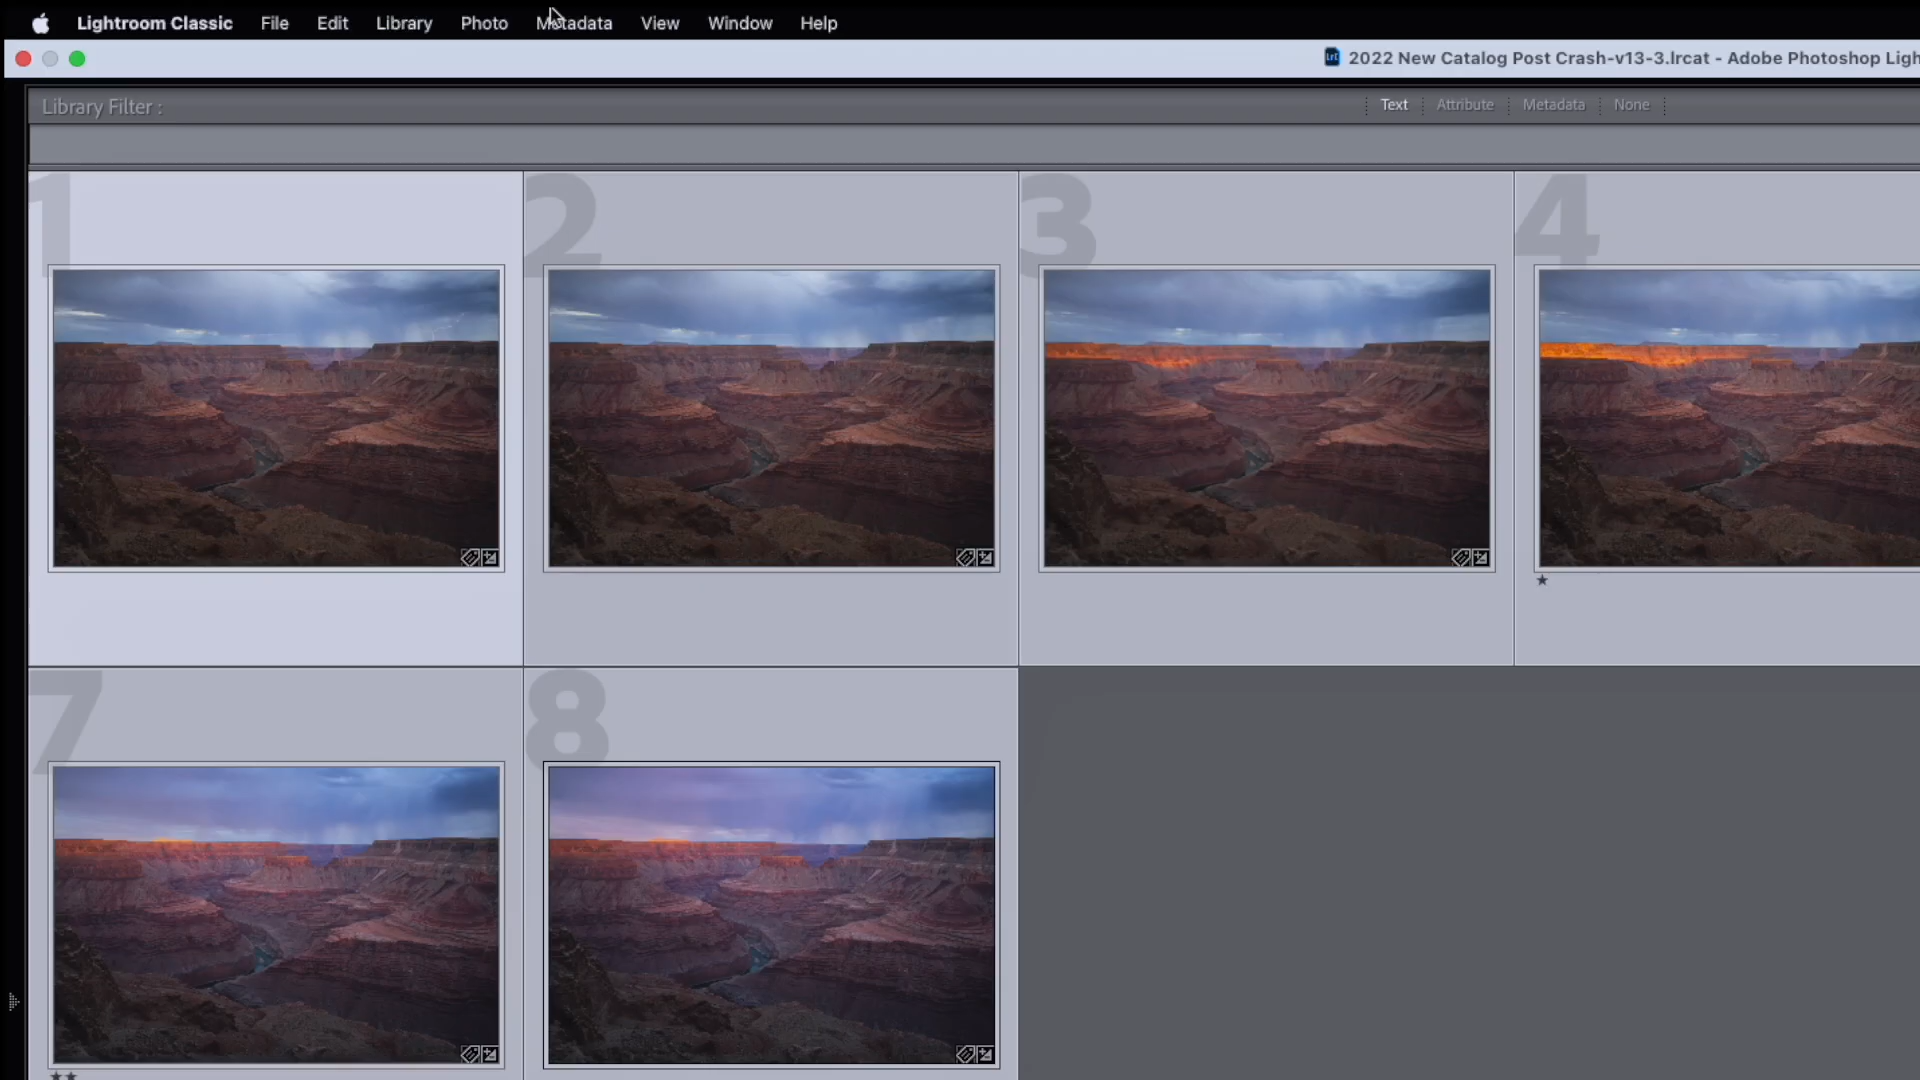 Lightroom Classic File Edit Library Photo Metadata View Window Help
2022 New Catalog Post Crash-v13-3.lrcat - Adobe Photoshop Ligh
Library Filter : Text Attribute Metadata None
1 2 3 4
7 8